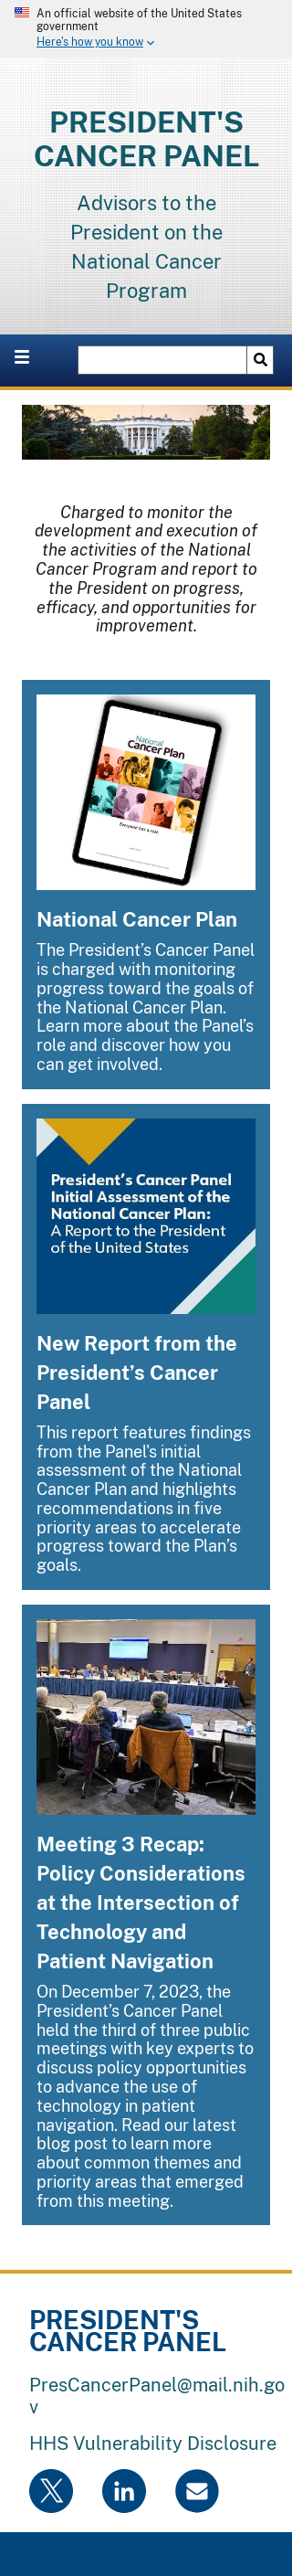 An official website of the United States
government
Here's how you know
PRESIDENT'S
CANCER PANEL
Advisors to the
President on the
National Cancer
Program
Charged to monitor the
development and execution of
the activities of the National
Cancer Program and report to
the President on progress,
efficacy, and opportunities for
improvement.
National
Cancer Plan
Everyone has a role.
National Cancer Plan
The President’s Cancer Panel
is charged with monitoring
progress toward the goals of
the National Cancer Plan.
Learn more about the Panel’s
role and discover how you
can get involved.
President’s Cancer Panel
Initial Assessment of the
National Cancer Plan:
A Report to the President
of the United States
New Report from the
President’s Cancer
Panel
This report features findings
from the Panel's initial
assessment of the National
Cancer Plan and highlights
recommendations in five
priority areas to accelerate
progress toward the Plan’s
goals.
Meeting 3 Recap:
Policy Considerations
at the Intersection of
Technology and
Patient Navigation
On December 7, 2023, the
President’s Cancer Panel
held the third of three public
meetings with key experts to
discuss policy opportunities
to advance the use of
technology in patient
navigation. Read our latest
blog post to learn more
about common themes and
priority areas that emerged
from this meeting.
PRESIDENT'S
CANCER PANEL
PresCancerPanel@mail.nih.go
v
HHS Vulnerability Disclosure